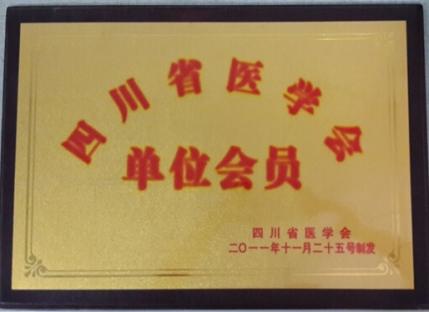 四川省医学会
单位会员
四川省医学会
二〇一一年十一月二十五号制发